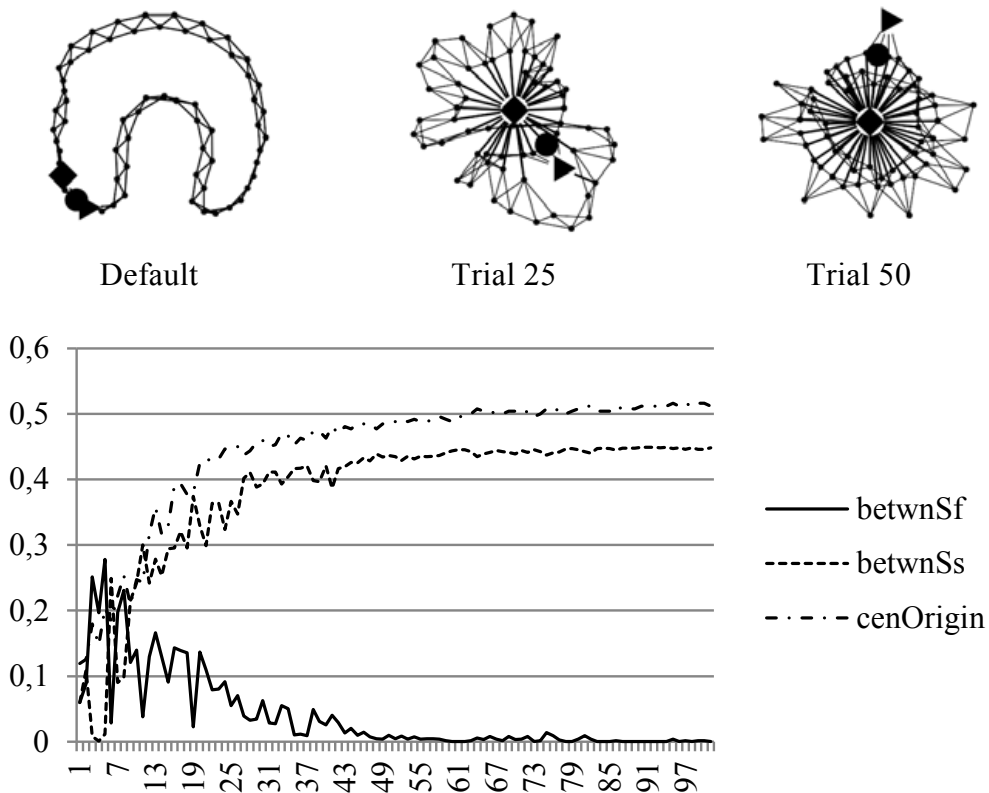 Default
Trial 25
Trial 50
0,6
0,5
0,4
0,3
0,2
0,1
0
betwnSf
betwnSs
cenOrigin
1 7 13 19 25 31 37 43 49 55 61 67 73 79 85 91 97